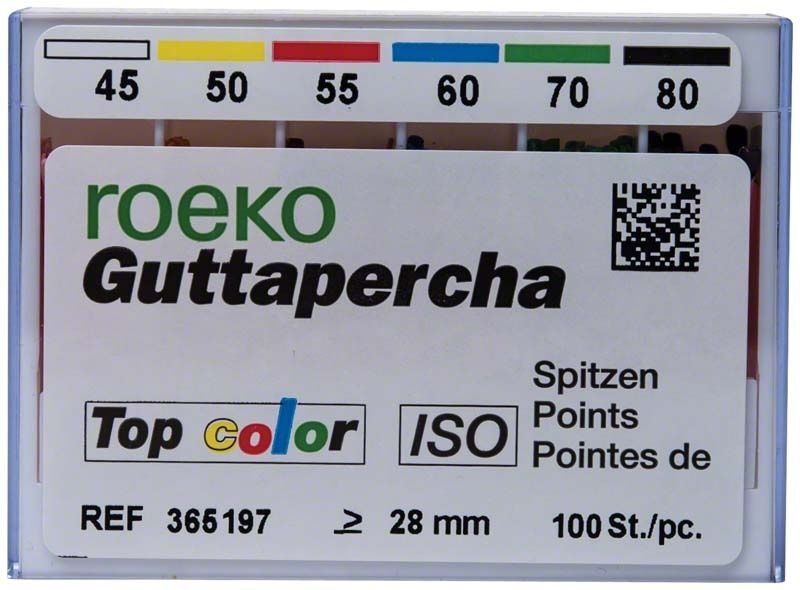 45 50 55 60 70 80
roeko
Guttapercha
Top color ISO
Spitzen
Points
Pointes de
REF 365197 ≥ 28 mm 100 St./pc.